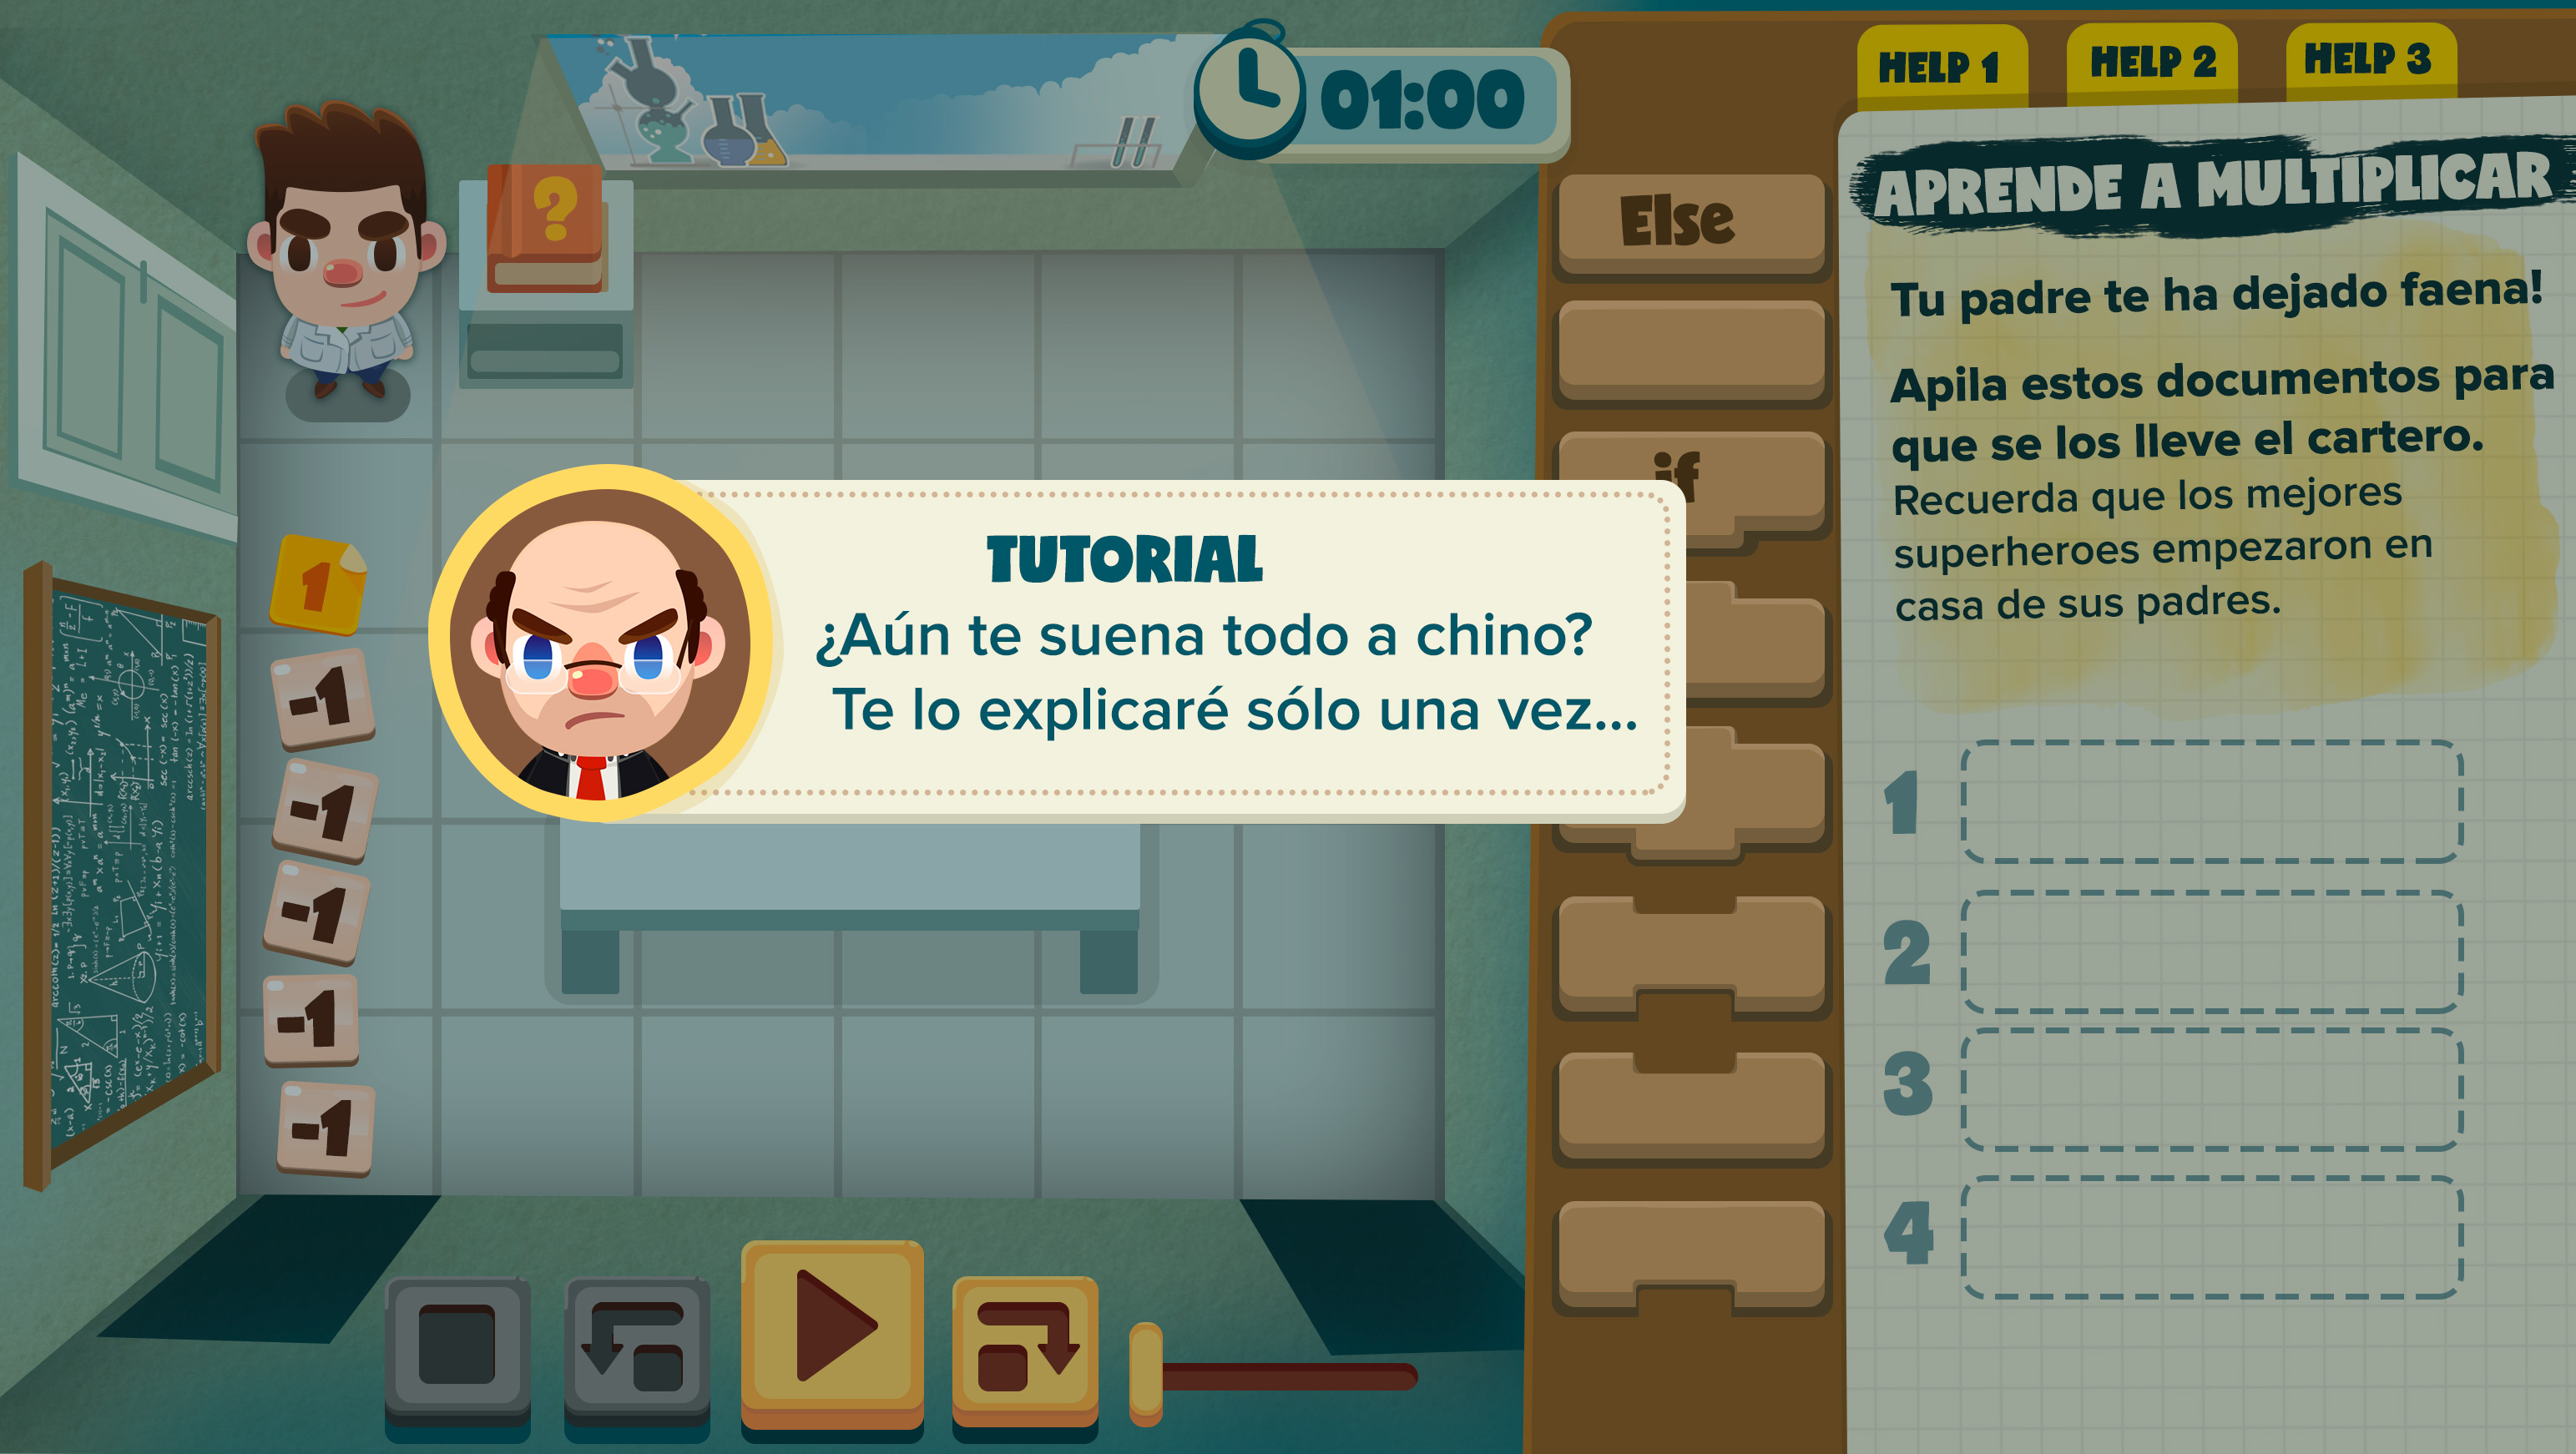 01:00
HELP 1
HELP 2
HELP 3
?
Else
if
APRENDE A MULTIPLICAR
Tu padre te ha dejado faena!
Apila estos documentos para
que se los lleve el cartero.
Recuerda que los mejores
superheroes empezaron en
casa de sus padres.
TUTORIAL
¿Aún te suena todo a chino?
Te lo explicaré sólo una vez...
1
-1
-1
-1
-1
-1
1
2
3
4